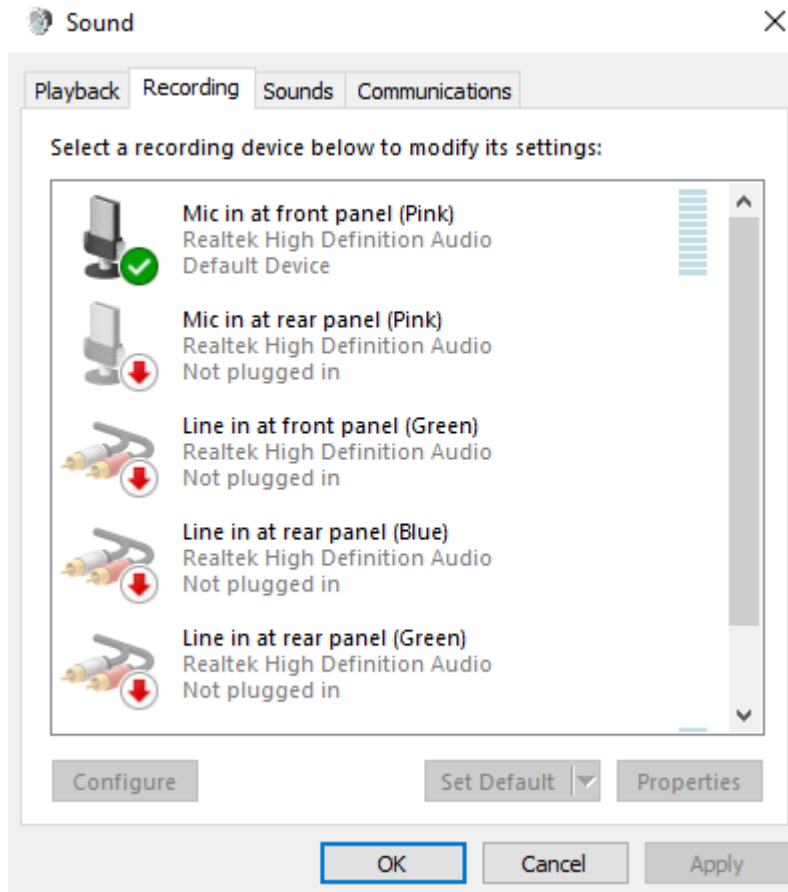 Sound
Playback Recording Sounds Communications
Select a recording device below to modify its settings:
Mic in at front panel (Pink)
Realtek High Definition Audio
Default Device
Mic in at rear panel (Pink)
Realtek High Definition Audio
Not plugged in
Line in at front panel (Green)
Realtek High Definition Audio
Not plugged in
Line in at rear panel (Blue)
Realtek High Definition Audio
Not plugged in
Line in at rear panel (Green)
Realtek High Definition Audio
Not plugged in
Configure Set Default Properties
OK Cancel Apply